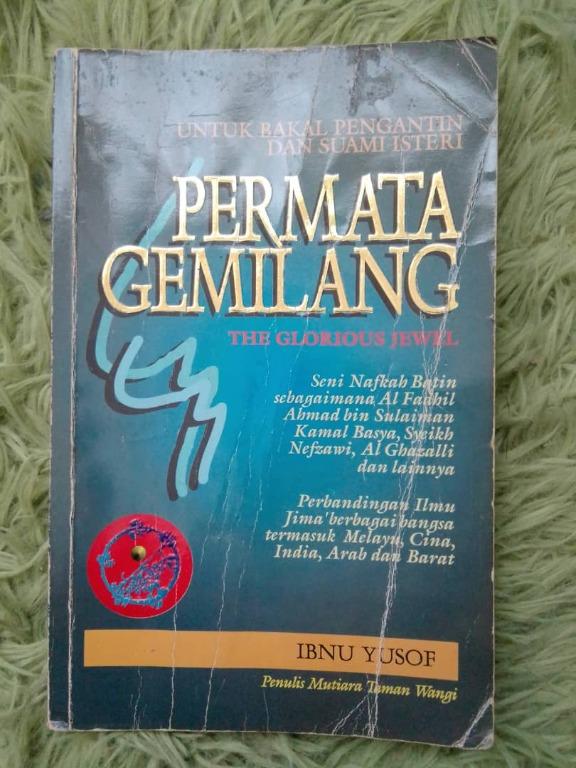 UNTUK BAKAL PENGANTIN
DAN SUAMI ISTERI
PERMATA
GEMILANG
THE GLORIOUS JEWEL
Seni Nafkah Batin
sebagaimana Al Fadhil
Ahmad bin Sulaiman
Kamal Basya, Syeikh
Nefzawi, Al Ghazalli
dan lainnya
Perbandingan Ilmu
Jima' berbagai bangsa
termasuk Melayu, Cina,
India, Arab dan Barat
IBNU YUSOF
Penulis Mutiara Taman Wangi